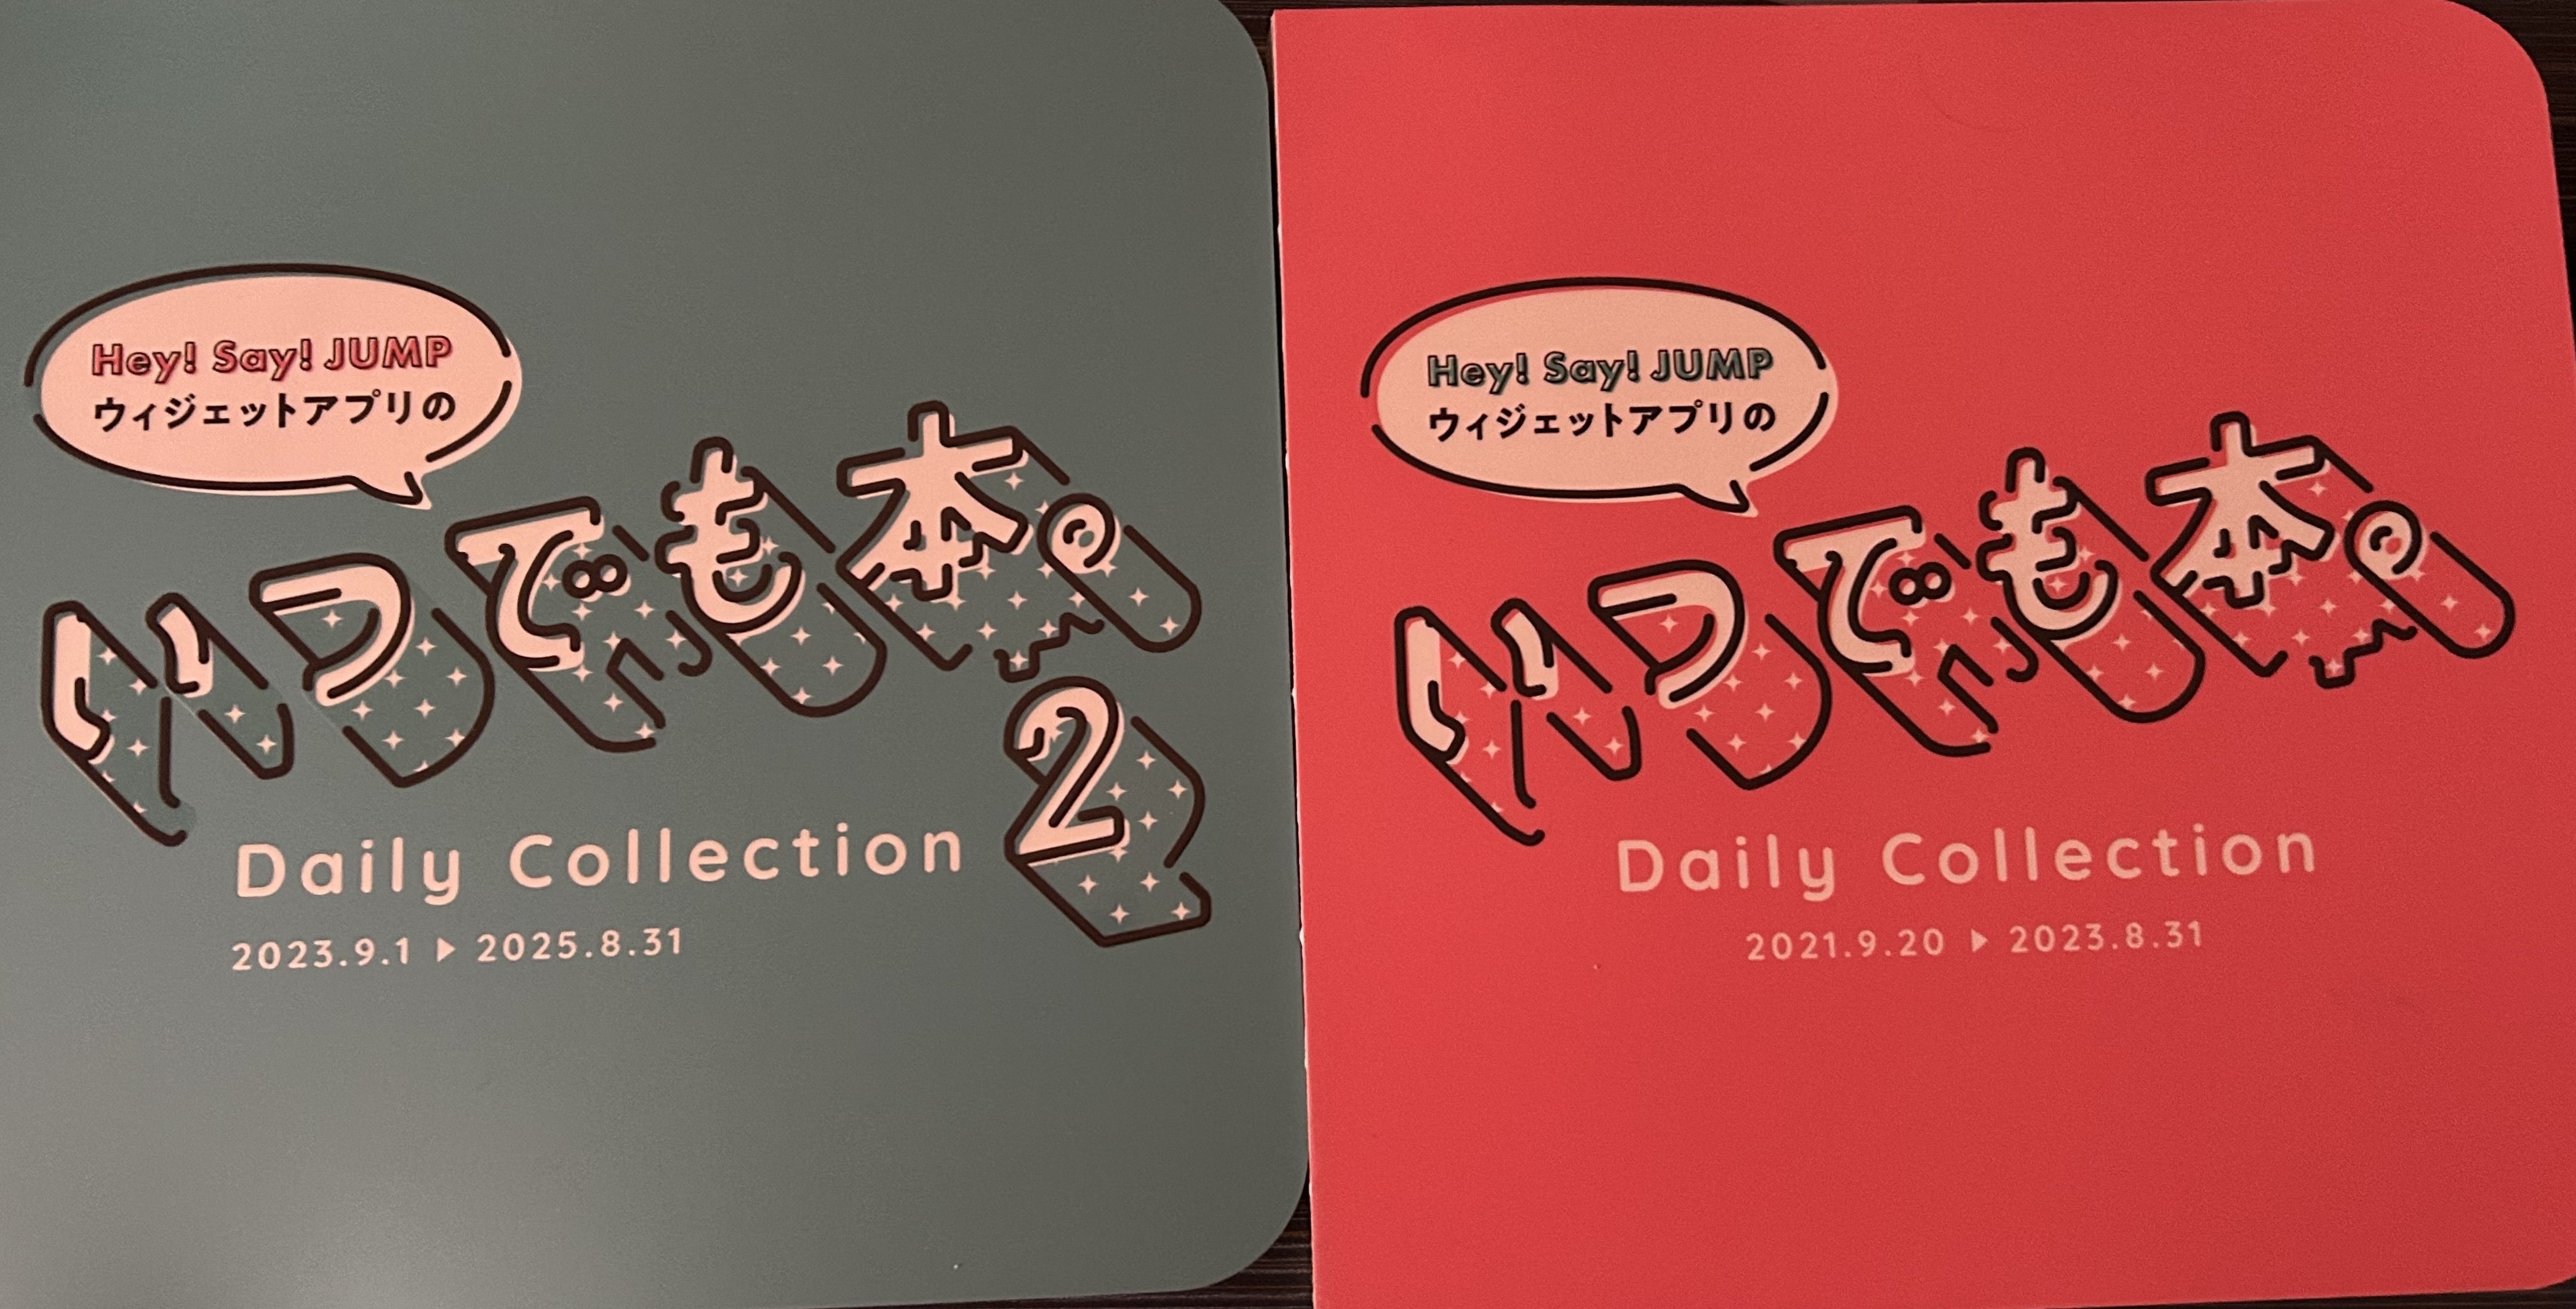 Hey! Say! JUMP
ウィジェットアプリの
いつでも本。
2
Daily Collection
2023.9.1 ▶ 2025.8.31
Hey! Say! JUMP
ウィジェットアプリの
いつでも本。
Daily Collection
2021.9.20 ▶ 2023.8.31